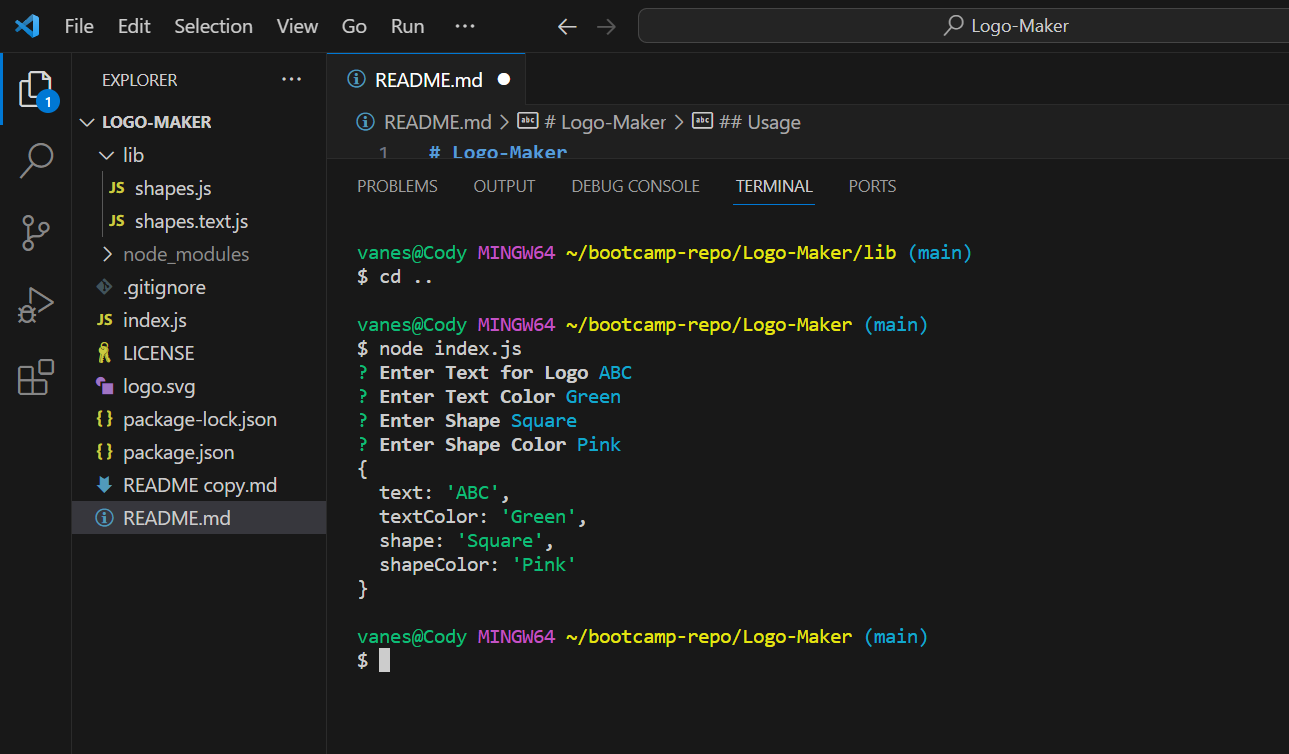 File Edit Selection View Go Run ··· ← → Logo-Maker
EXPLORER ···
1
LOGO-MAKER
lib
JS shapes.js
JS shapes.text.js
node_modules
.gitignore
JS index.js
LICENSE
logo.svg
{} package-lock.json
{} package.json
README copy.md
README.md
README.md
README.md > abc # Logo-Maker > abc ## Usage
1 # Logo-Maker
PROBLEMS OUTPUT DEBUG CONSOLE TERMINAL PORTS
vanes@Cody MINGW64 ~/bootcamp-repo/Logo-Maker/lib (main)
$ cd ..
vanes@Cody MINGW64 ~/bootcamp-repo/Logo-Maker (main)
$ node index.js
? Enter Text for Logo ABC
? Enter Text Color Green
? Enter Shape Square
? Enter Shape Color Pink
{
  text: 'ABC',
  textColor: 'Green',
  shape: 'Square',
  shapeColor: 'Pink'
}
vanes@Cody MINGW64 ~/bootcamp-repo/Logo-Maker (main)
$